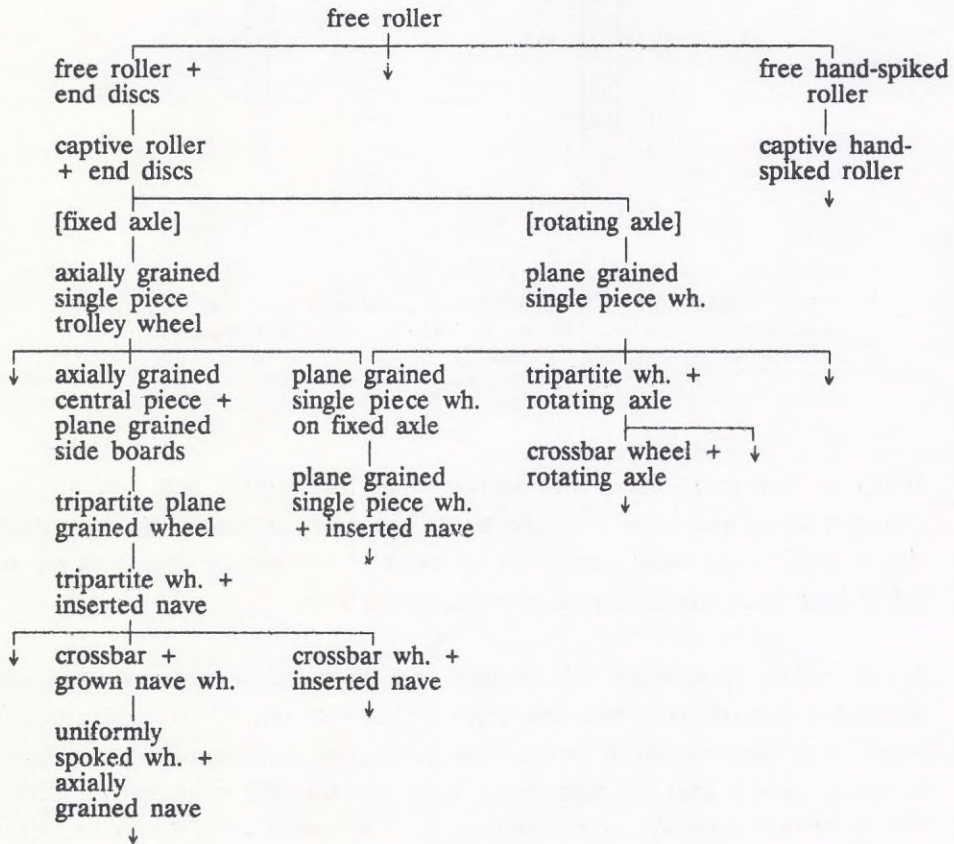 free roller
free roller +
end discs
free hand-spiked
roller
captive roller
+ end discs
captive hand-
spiked roller
[fixed axle]
[rotating axle]
axially grained
single piece
trolley wheel
plane grained
single piece wh.
axially grained
central piece +
plane grained
side boards
plane grained
single piece wh.
on fixed axle
tripartite wh. +
rotating axle
crossbar wheel +
rotating axle
plane grained
single piece wh.
+ inserted nave
tripartite plane
grained wheel
tripartite wh. +
inserted nave
crossbar +
grown nave wh.
crossbar wh. +
inserted nave
uniformly
spoked wh. +
axially
grained nave